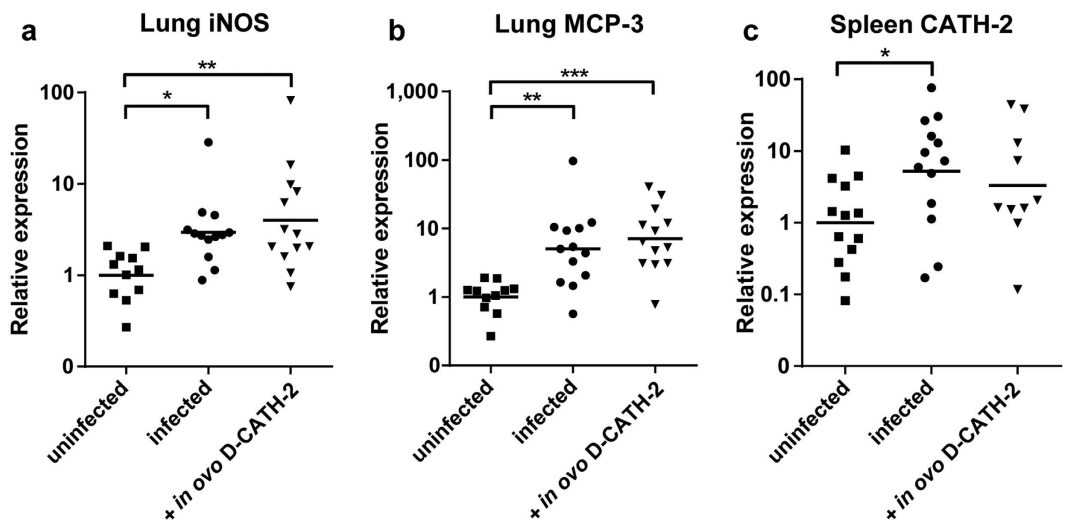 a
Lung iNOS
Relative expression
100
10
1
0
*
**
uninfected
infected
+ in ovo D-CATH-2
b
Lung MCP-3
Relative expression
1,000
100
10
1
0
**
***
uninfected
infected
+ in ovo D-CATH-2
c
Spleen CATH-2
Relative expression
100
10
1
0.1
0
*
uninfected
infected
+ in ovo D-CATH-2